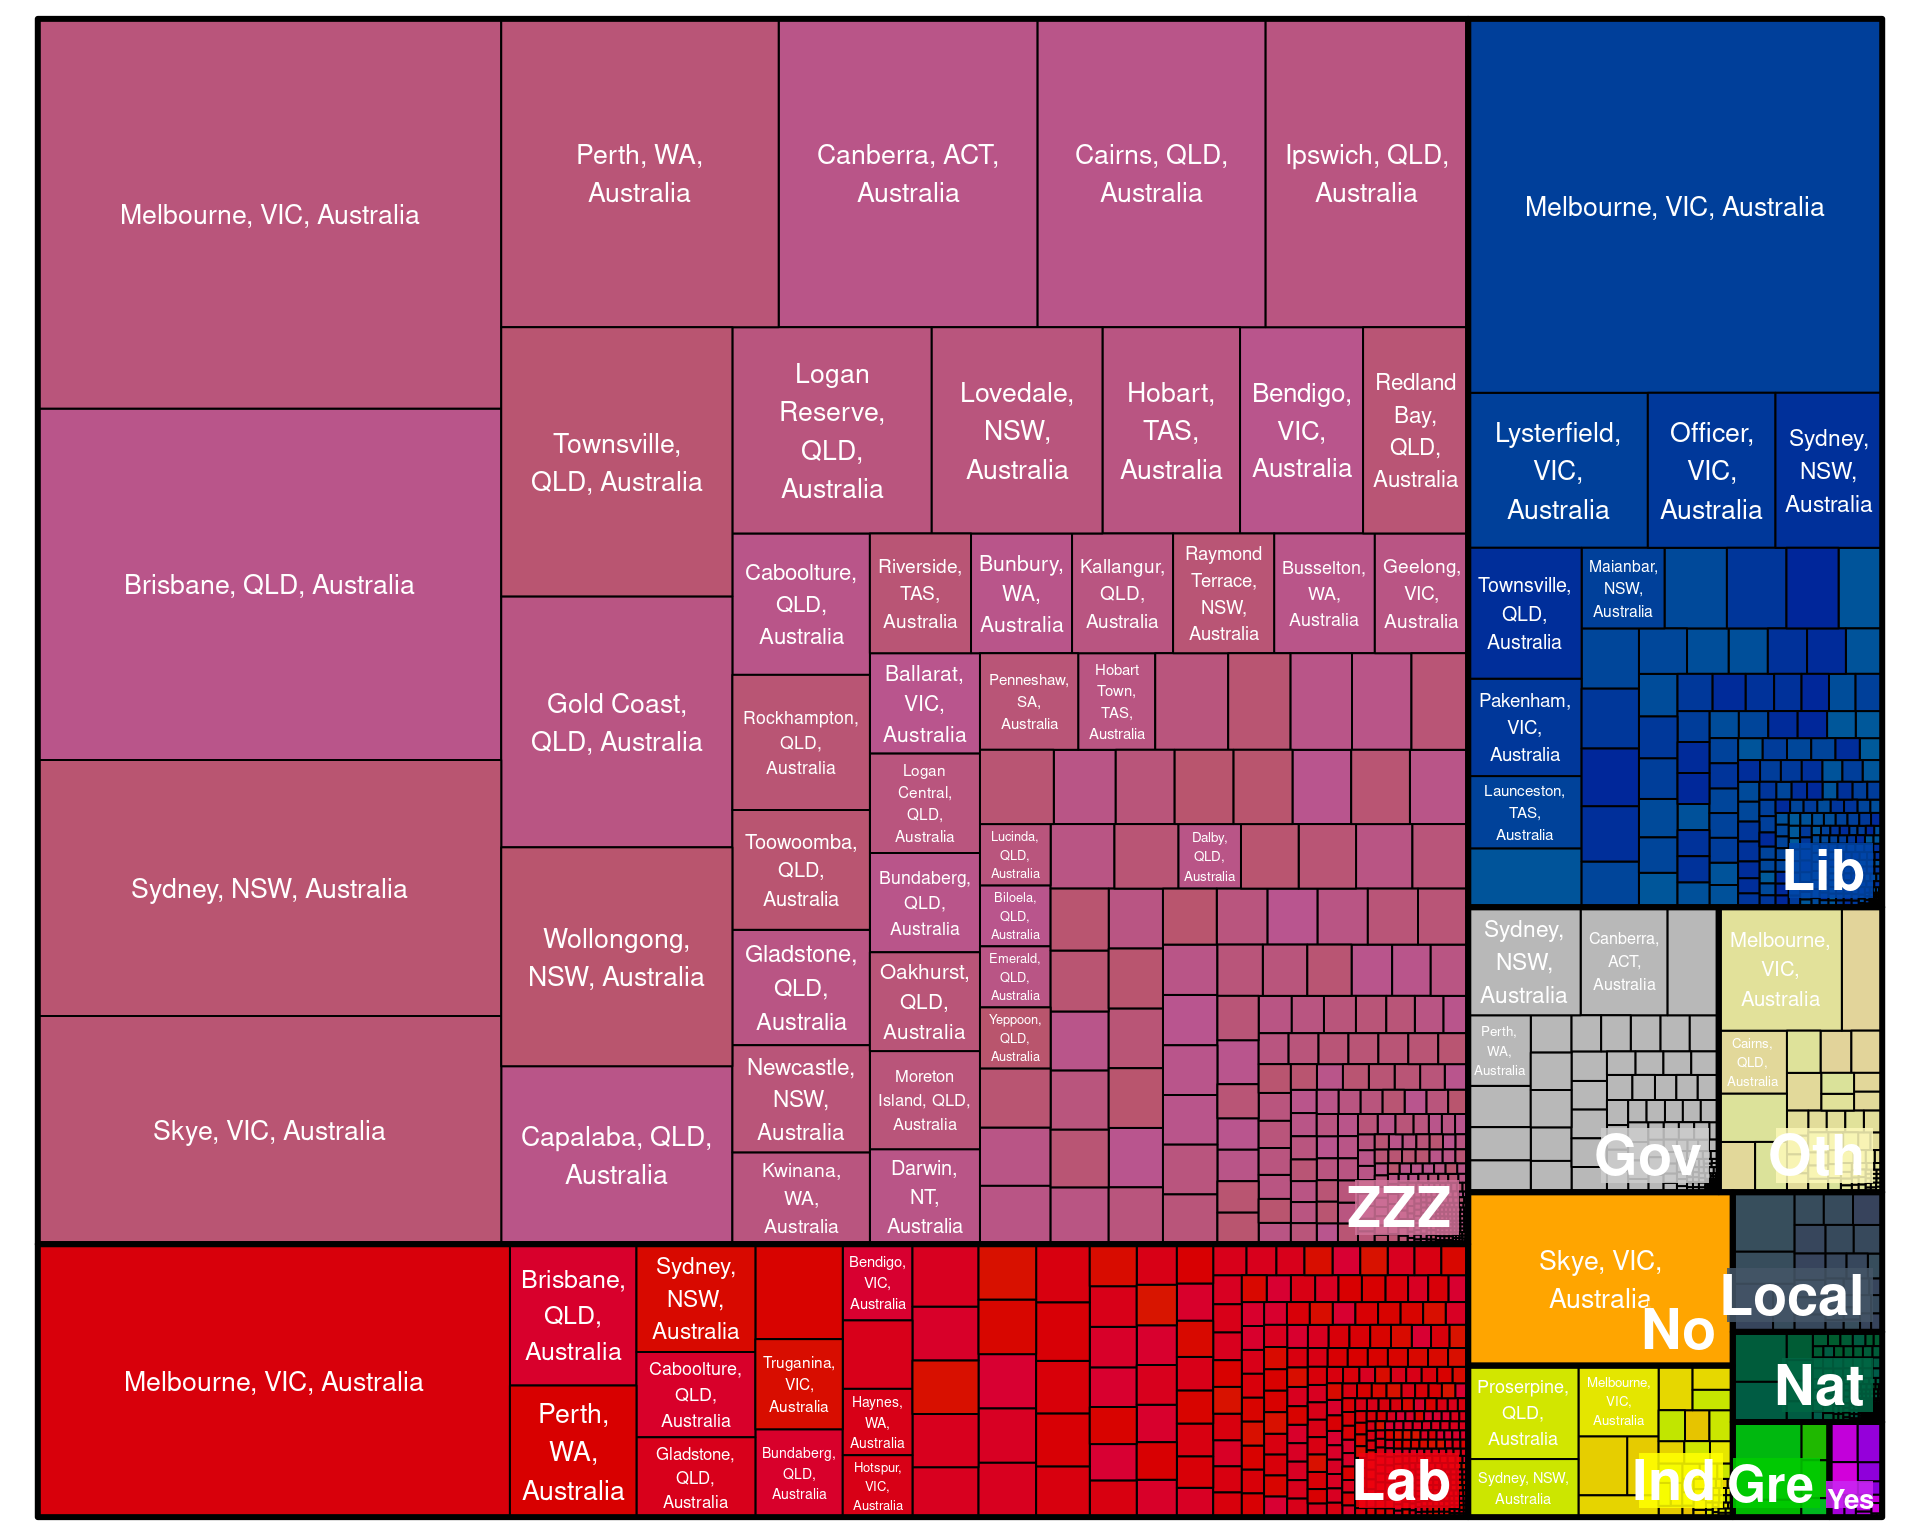 Melbourne, VIC, Australia
Brisbane, QLD, Australia
Sydney, NSW, Australia
Skye, VIC, Australia
Perth, WA,
Australia
Canberra, ACT,
Australia
Cairns, QLD,
Australia
Ipswich, QLD,
Australia
Townsville,
QLD, Australia
Gold Coast,
QLD, Australia
Wollongong,
NSW, Australia
Capalaba, QLD,
Australia
Logan
Reserve,
QLD,
Australia
Lovedale,
NSW,
Australia
Hobart,
TAS,
Australia
Bendigo,
VIC,
Australia
Redland
Bay,
QLD,
Australia
Caboolture,
QLD,
Australia
Rockhampton,
QLD,
Australia
Toowoomba,
QLD,
Australia
Gladstone,
QLD,
Australia
Newcastle,
NSW,
Australia
Kwinana,
WA,
Australia
Riverside,
TAS,
Australia
Bunbury,
WA,
Australia
Kallangur,
QLD,
Australia
Raymond
Terrace,
NSW,
Australia
Busselton,
WA,
Australia
Geelong,
VIC,
Australia
Ballarat,
VIC,
Australia
Logan
Central,
QLD,
Australia
Bundaberg,
QLD,
Australia
Oakhurst,
QLD,
Australia
Moreton
Island, QLD,
Australia
Darwin,
NT,
Australia
Penneshaw,
SA,
Australia
Hobart
Town,
TAS,
Australia
Lucinda,
QLD,
Australia
Biloela,
QLD,
Australia
Emerald,
QLD,
Australia
Yeppoon,
QLD,
Australia
Dalby,
QLD,
Australia
ZZZ
Melbourne, VIC, Australia
Brisbane,
QLD,
Australia
Perth,
WA,
Australia
Sydney,
NSW,
Australia
Caboolture,
QLD,
Australia
Gladstone,
QLD,
Australia
Truganina,
VIC,
Australia
Bundaberg,
QLD,
Australia
Bendigo,
VIC,
Australia
Haynes,
WA,
Australia
Hotspur,
VIC,
Australia
Lab
Melbourne, VIC, Australia
Lysterfield,
VIC,
Australia
Officer,
VIC,
Australia
Sydney,
NSW,
Australia
Townsville,
QLD,
Australia
Maianbar,
NSW,
Australia
Pakenham,
VIC,
Australia
Launceston,
TAS,
Australia
Lib
Sydney,
NSW,
Australia
Canberra,
ACT,
Australia
Perth,
WA,
Australia
Gov
Melbourne,
VIC,
Australia
Cairns,
QLD,
Australia
Oth
Skye, VIC,
Australia
No
Local
Nat
Proserpine,
QLD,
Australia
Melbourne,
VIC,
Australia
Sydney, NSW,
Australia
Ind
Gre
Yes